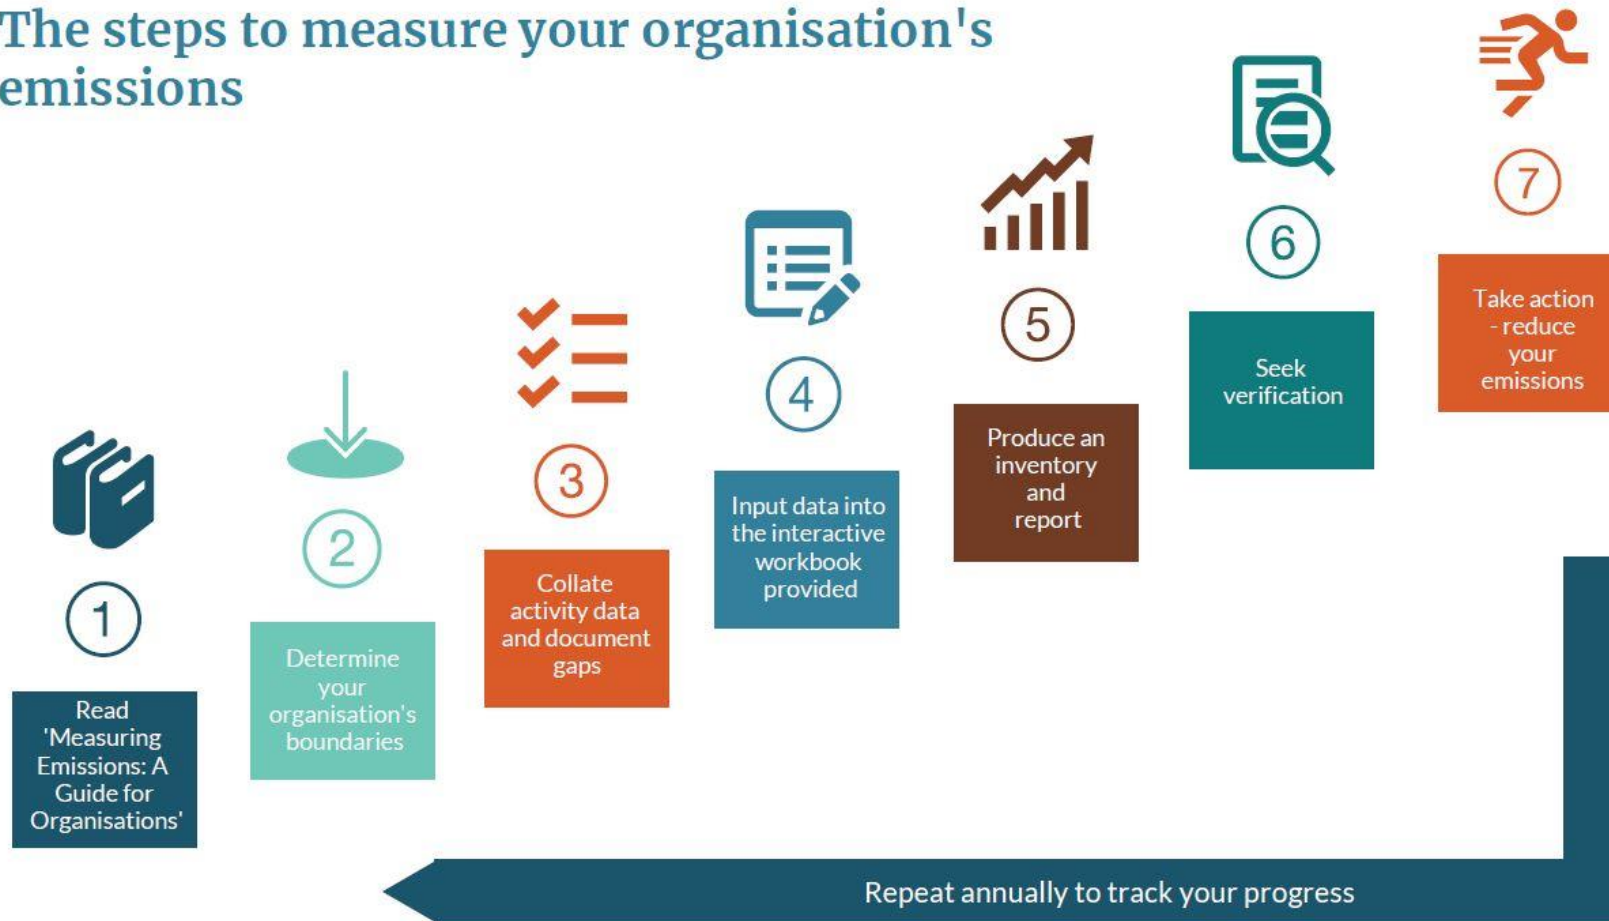 The steps to measure your organisation's
emissions
1
Read
'Measuring
Emissions: A
Guide for
Organisations'
2
Determine
your
organisation's
boundaries
3
Collate
activity data
and document
gaps
4
Input data into
the interactive
workbook
provided
5
Produce an
inventory
and
report
6
Seek
verification
7
Take action
- reduce
your
emissions
Repeat annually to track your progress